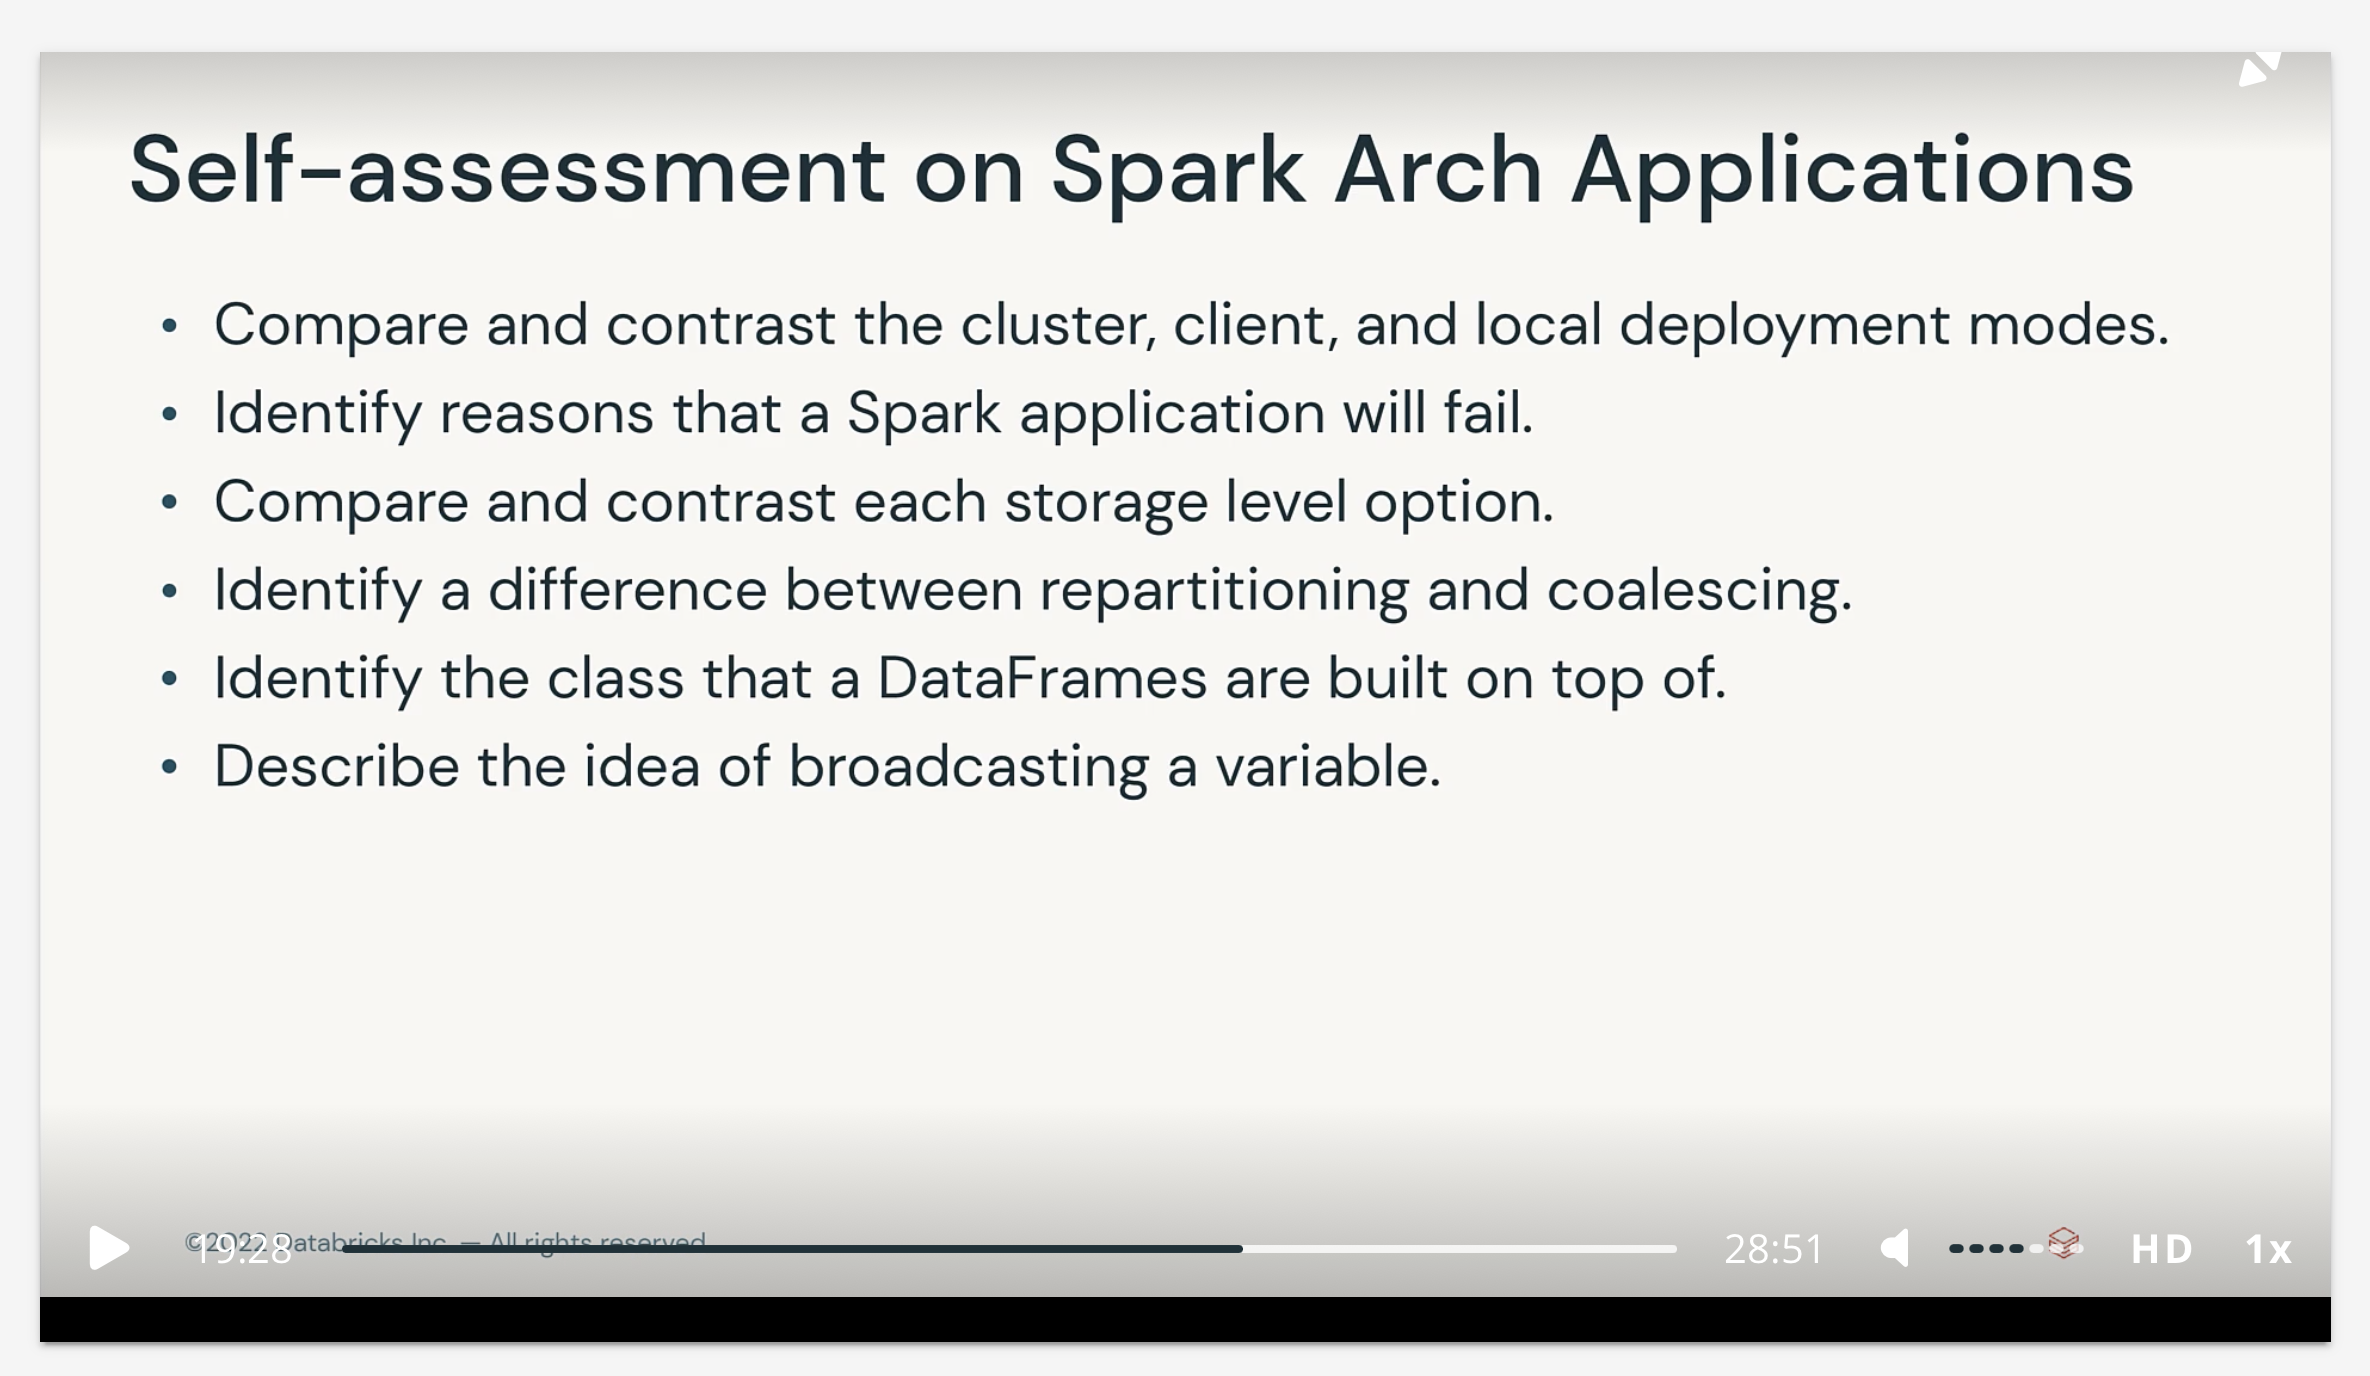 Self-assessment on Spark Arch Applications
• Compare and contrast the cluster, client, and local deployment modes.
• Identify reasons that a Spark application will fail.
• Compare and contrast each storage level option.
• Identify a difference between repartitioning and coalescing.
• Identify the class that a DataFrames are built on top of.
• Describe the idea of broadcasting a variable.
©2022 Databricks Inc. — All rights reserved
19:28
28:51
HD
1x